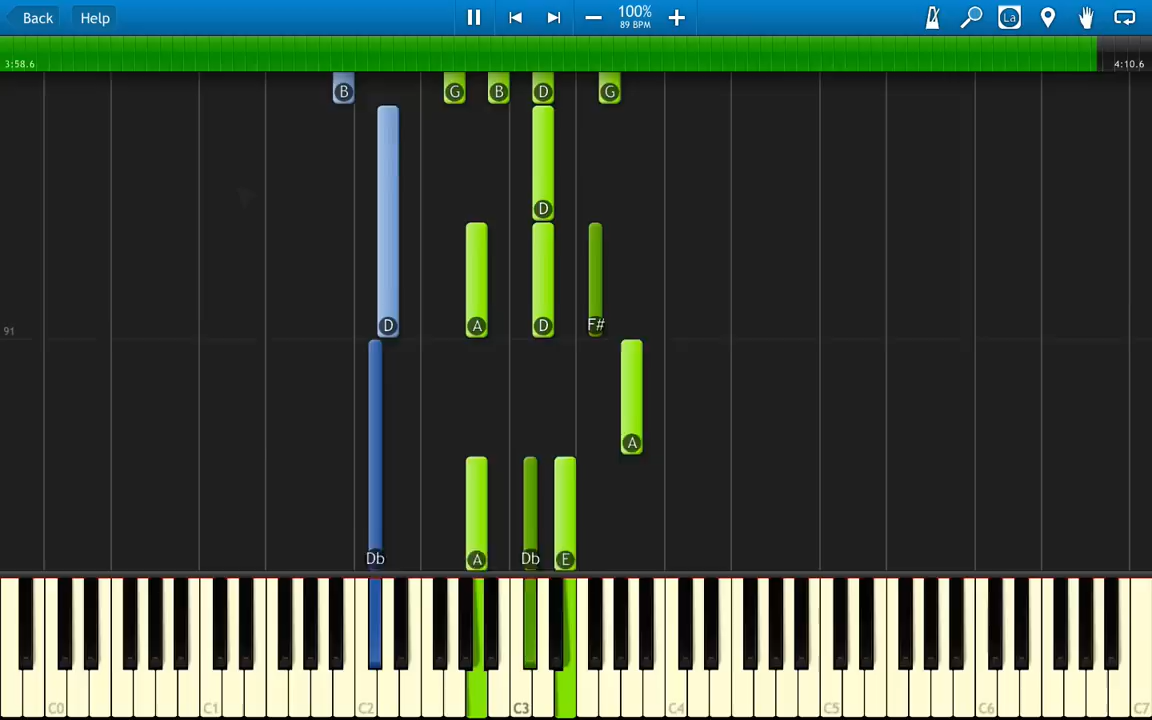 Back Help 100% La
89 BPM
3:58.6 4:10.6
B G B D G
D
D A D F#
91
A
Db A Db E
C0 C1 C2 C3 C4 C5 C6 C7